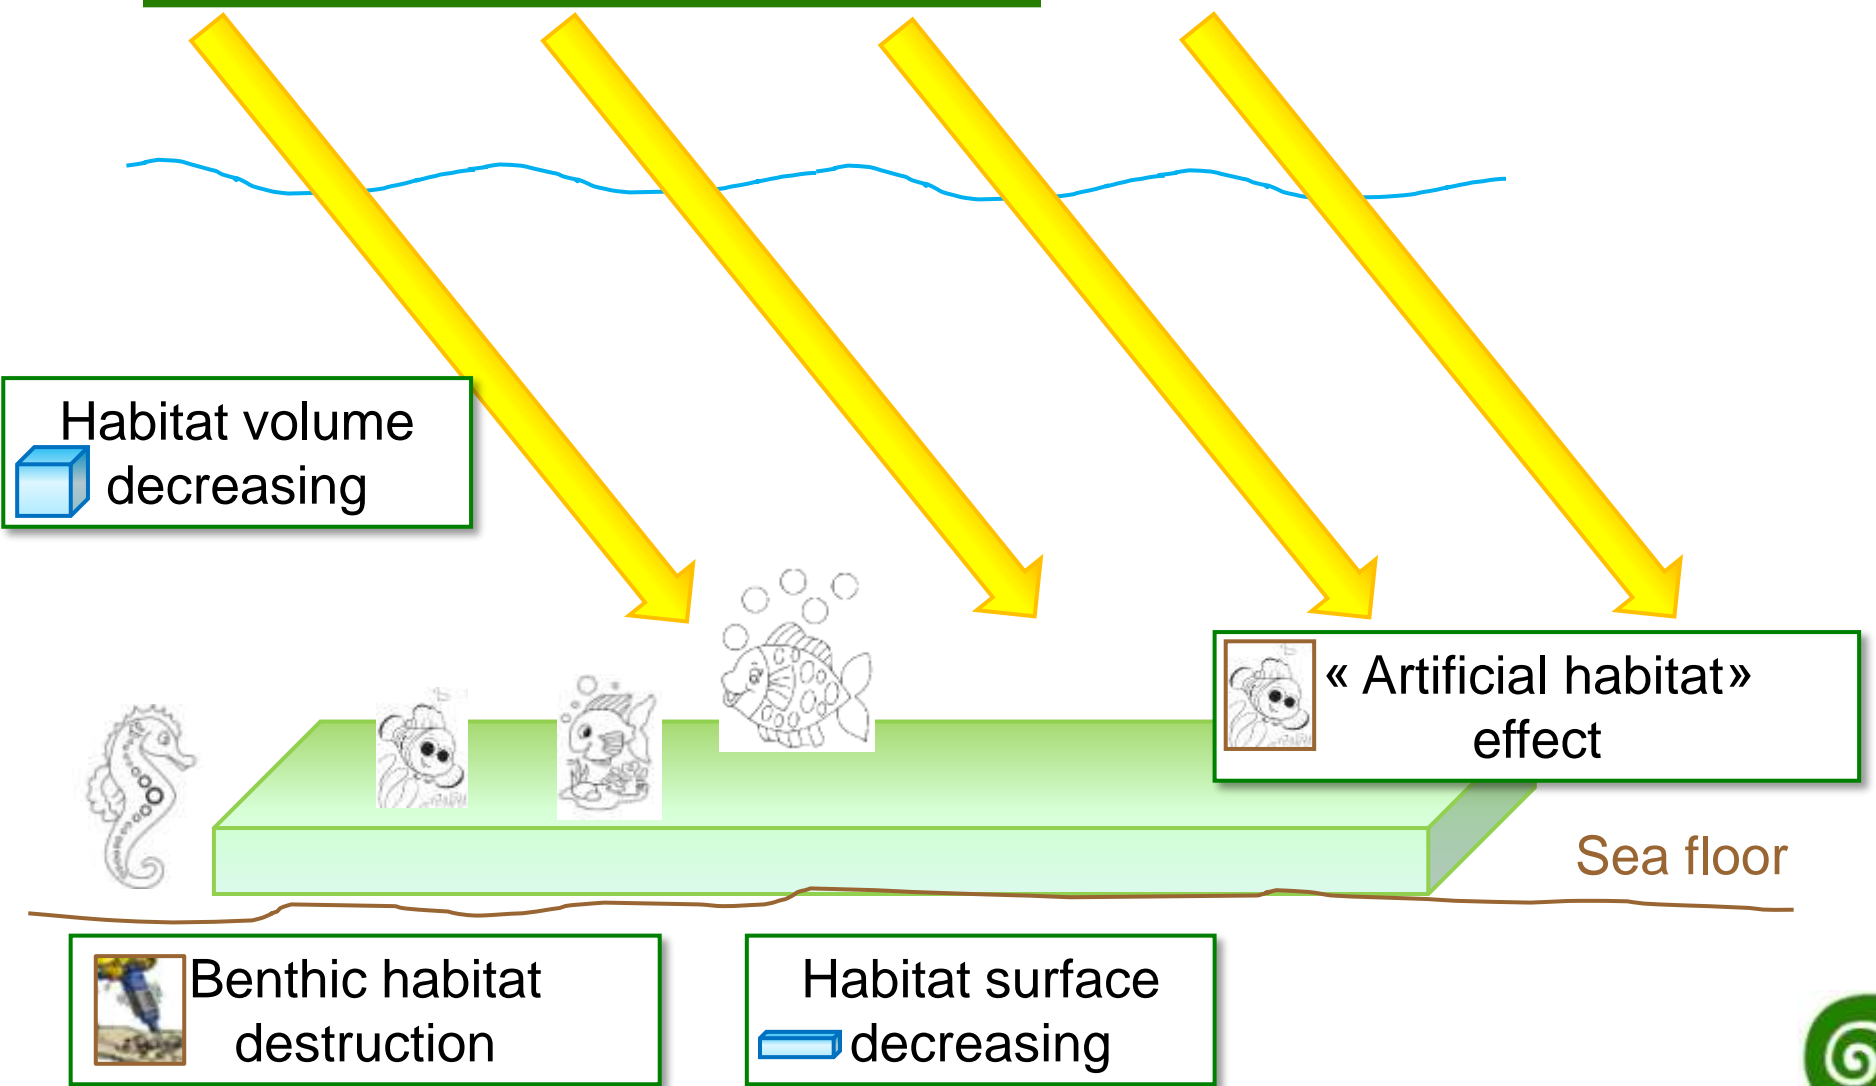 Habitat volume
decreasing
« Artificial habitat»
effect
Sea floor
Benthic habitat
destruction
Habitat surface
decreasing